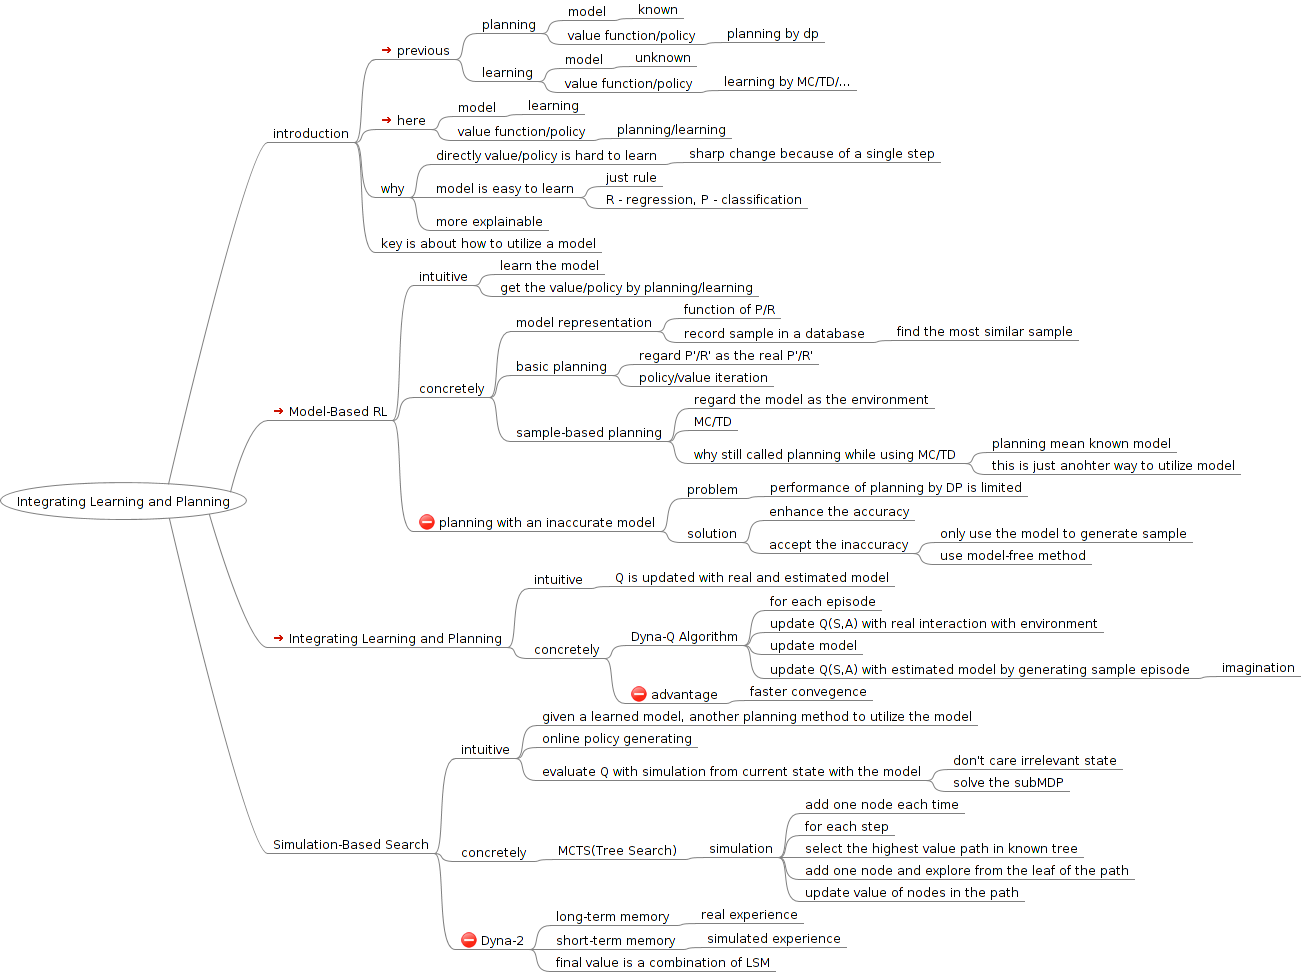 Integrating Learning and Planning
introduction
previous
planning
model
known
value function/policy
planning by dp
learning
model
unknown
value function/policy
learning by MC/TD/...
here
model
learning
value function/policy
planning/learning
why
directly value/policy is hard to learn
sharp change because of a single step
model is easy to learn
just rule
R - regression, P - classification
more explainable
key is about how to utilize a model
Model-Based RL
intuitive
learn the model
get the value/policy by planning/learning
concretely
model representation
function of P/R
record sample in a database
find the most similar sample
basic planning
regard P'/R' as the real P'/R'
policy/value iteration
sample-based planning
regard the model as the environment
MC/TD
why still called planning while using MC/TD
planning mean known model
this is just anohter way to utilize model
planning with an inaccurate model
problem
performance of planning by DP is limited
solution
enhance the accuracy
accept the inaccuracy
only use the model to generate sample
use model-free method
Integrating Learning and Planning
intuitive
Q is updated with real and estimated model
concretely
Dyna-Q Algorithm
for each episode
update Q(S,A) with real interaction with environment
update model
update Q(S,A) with estimated model by generating sample episode
imagination
advantage
faster convegence
Simulation-Based Search
intuitive
given a learned model, another planning method to utilize the model
online policy generating
evaluate Q with simulation from current state with the model
don't care irrelevant state
solve the subMDP
concretely
MCTS(Tree Search)
simulation
add one node each time
for each step
select the highest value path in known tree
add one node and explore from the leaf of the path
update value of nodes in the path
Dyna-2
long-term memory
real experience
short-term memory
simulated experience
final value is a combination of LSM